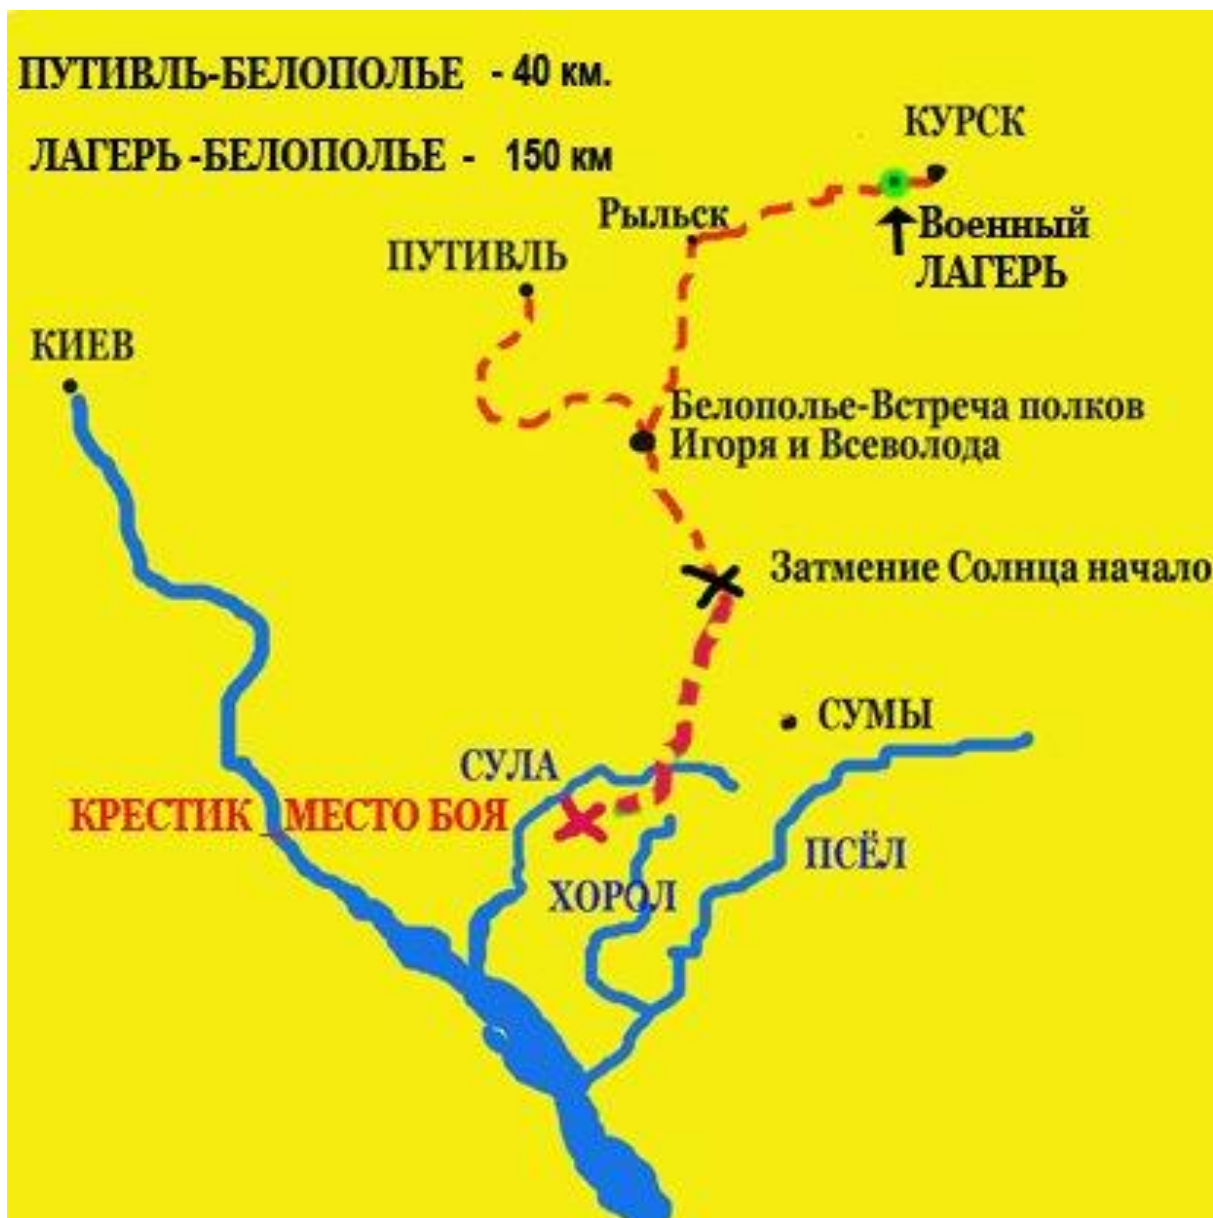 ПУТИВЛЬ-БЕЛОПОЛЬЕ - 40 км.
КУРСК
ЛАГЕРЬ -БЕЛОПОЛЬЕ - 150 км
Рыльск
Военный
ЛАГЕРЬ
ПУТИВЛЬ
КИЕВ
Белополье-Встреча полков
Игоря и Всеволода
Затмение Солнца начало
СУМЫ
СУЛА
КРЕСТИК_МЕСТО БОЯ
ПСЁЛ
ХОРОЛ